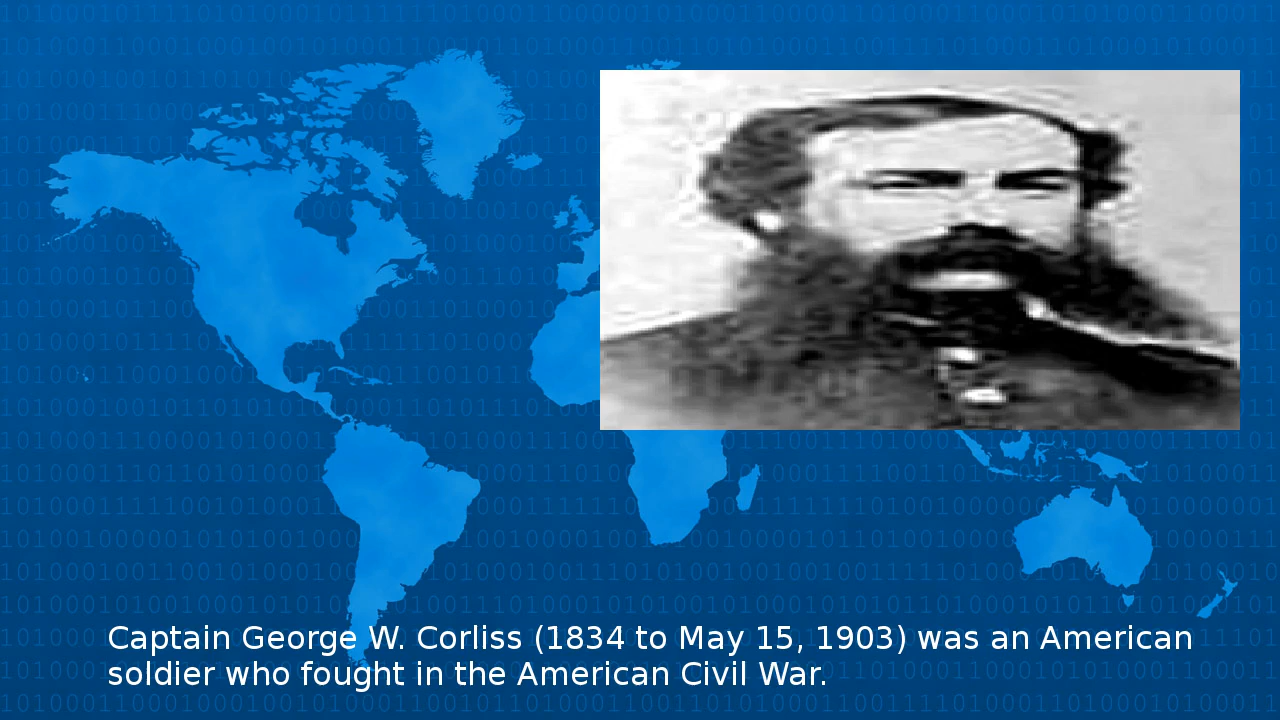 Captain George W. Corliss (1834 to May 15, 1903) was an American
soldier who fought in the American Civil War.